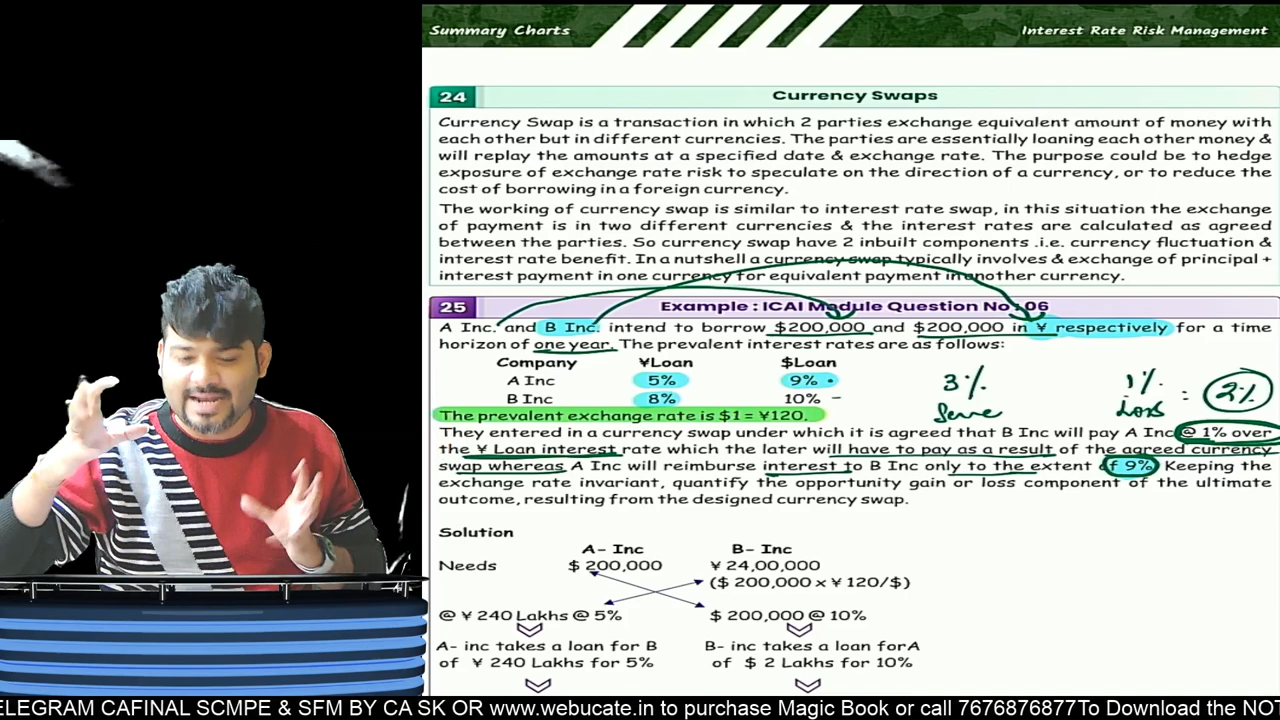 Summary Charts
Interest Rate Risk Management
24 Currency Swaps
Currency Swap is a transaction in which 2 parties exchange equivalent amount of money with
each other but in different currencies. The parties are essentially loaning each other money &
will replay the amounts at a specified date & exchange rate. The purpose could be to hedge
exposure of exchange rate risk to speculate on the direction of a currency, or to reduce the
cost of borrowing in a foreign currency.
The working of currency swap is similar to interest rate swap, in this situation the exchange
of payment is in two different currencies & the interest rates are calculated as agreed
between the parties. So currency swap have 2 inbuilt components .i.e. currency fluctuation &
interest rate benefit. In a nutshell a currency swap typically involves & exchange of principal +
interest payment in one currency for equivalent payment in another currency.
25 Example : ICAI Module Question No : 06
A Inc. and B Inc. intend to borrow $200,000 and $200,000 in ¥ respectively for a time
horizon of one year. The prevalent interest rates are as follows:
Company ¥Loan $Loan
A Inc 5% 9%
B Inc 8% 10%
3% 1% = 2%
Save Loss
The prevalent exchange rate is $1 = ¥120.
They entered in a currency swap under which it is agreed that B Inc will pay A Inc @ 1% over
the ¥ Loan interest rate which the later will have to pay as a result of the agreed currency
swap whereas A Inc will reimburse interest to B Inc only to the extent of 9% Keeping the
exchange rate invariant, quantify the opportunity gain or loss component of the ultimate
outcome, resulting from the designed currency swap.
Solution
A- Inc B- Inc
Needs $ 200,000 ¥ 24,00,000
($ 200,000 x ¥ 120/$)
@ ¥ 240 Lakhs @ 5% $ 200,000 @ 10%
A- inc takes a loan for B B- inc takes a loan for A
of ¥ 240 Lakhs for 5% of $ 2 Lakhs for 10%
ELEGRAM CAFINAL SCMPE & SFM BY CA SK OR www.webucate.in to purchase Magic Book or call 7676876877To Download the NO